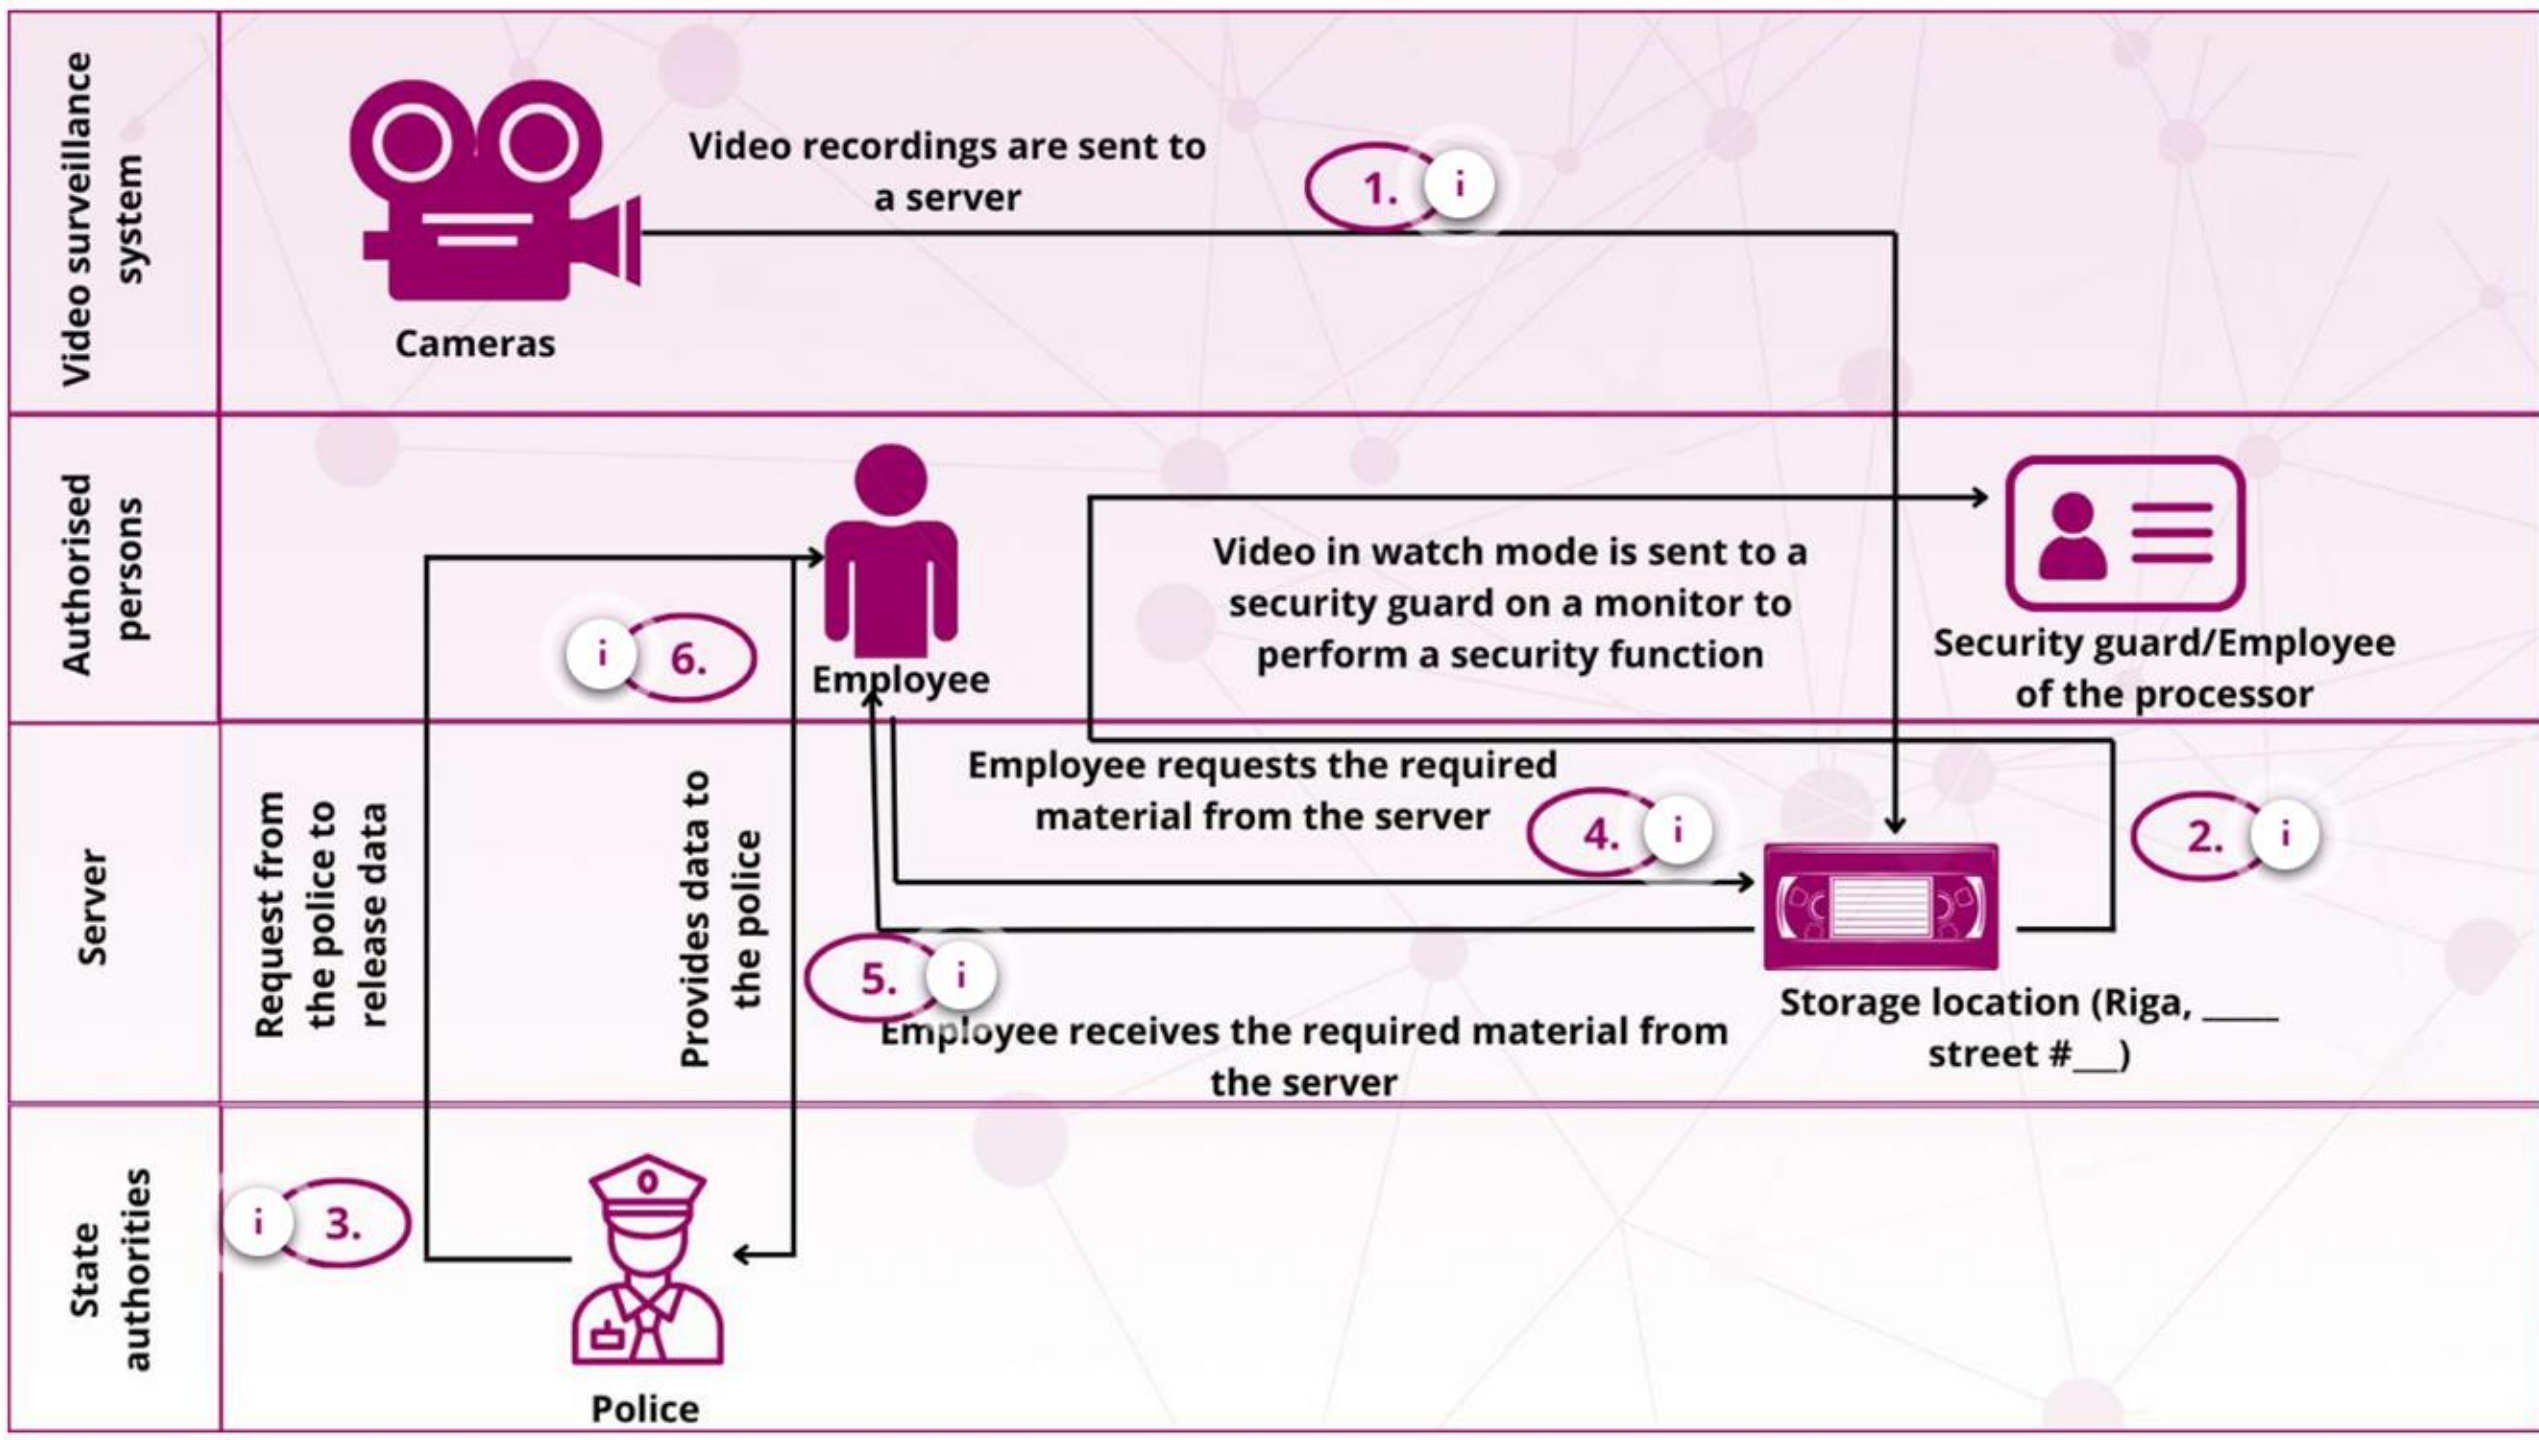 Video surveillance
system
Video recordings are sent to
a server
1.
i
Cameras
Authorised
persons
Employee
i
6.
Video in watch mode is sent to a
security guard on a monitor to
perform a security function
Security guard/Employee
of the processor
Server
Request from
the police to
release data
Provides data to
the police
Employee requests the required
material from the server
4.
i
2.
i
5.
i
Employee receives the required material from
the server
Storage location (Riga, ____
street #__)
State
authorities
i
3.
Police